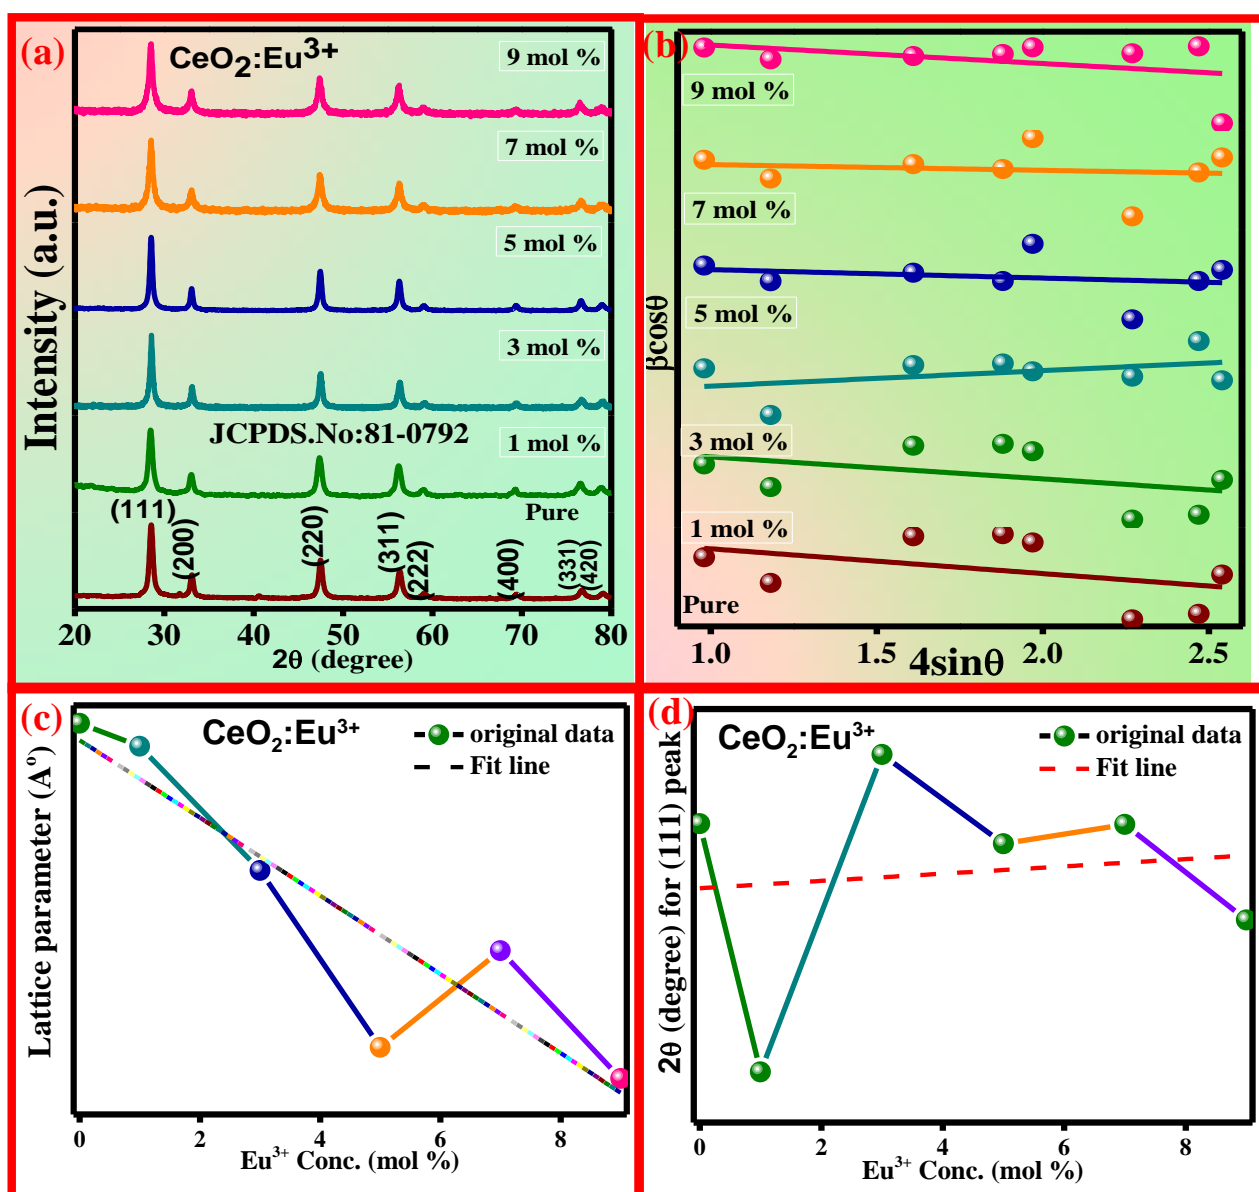 (a)
CeO2:Eu3+
9 mol %
7 mol %
5 mol %
3 mol %
JCPDS.No:81-0792
1 mol %
Pure
(111)
(200)
(220)
(311)
(222)
(400)
(331)
(420)
Intensity (a.u.)
20 30 40 50 60 70 80
2θ (degree)
(b)
9 mol %
7 mol %
5 mol %
3 mol %
1 mol %
Pure
βcosθ
1.0 1.5 2.0 2.5
4sinθ
(c)
CeO2:Eu3+
original data
Fit line
Lattice parameter (Ao)
0 2 4 6 8
Eu3+ Conc. (mol %)
(d)
CeO2:Eu3+
original data
Fit line
2θ (degree) for (111) peak
0 2 4 6 8
Eu3+ Conc. (mol %)